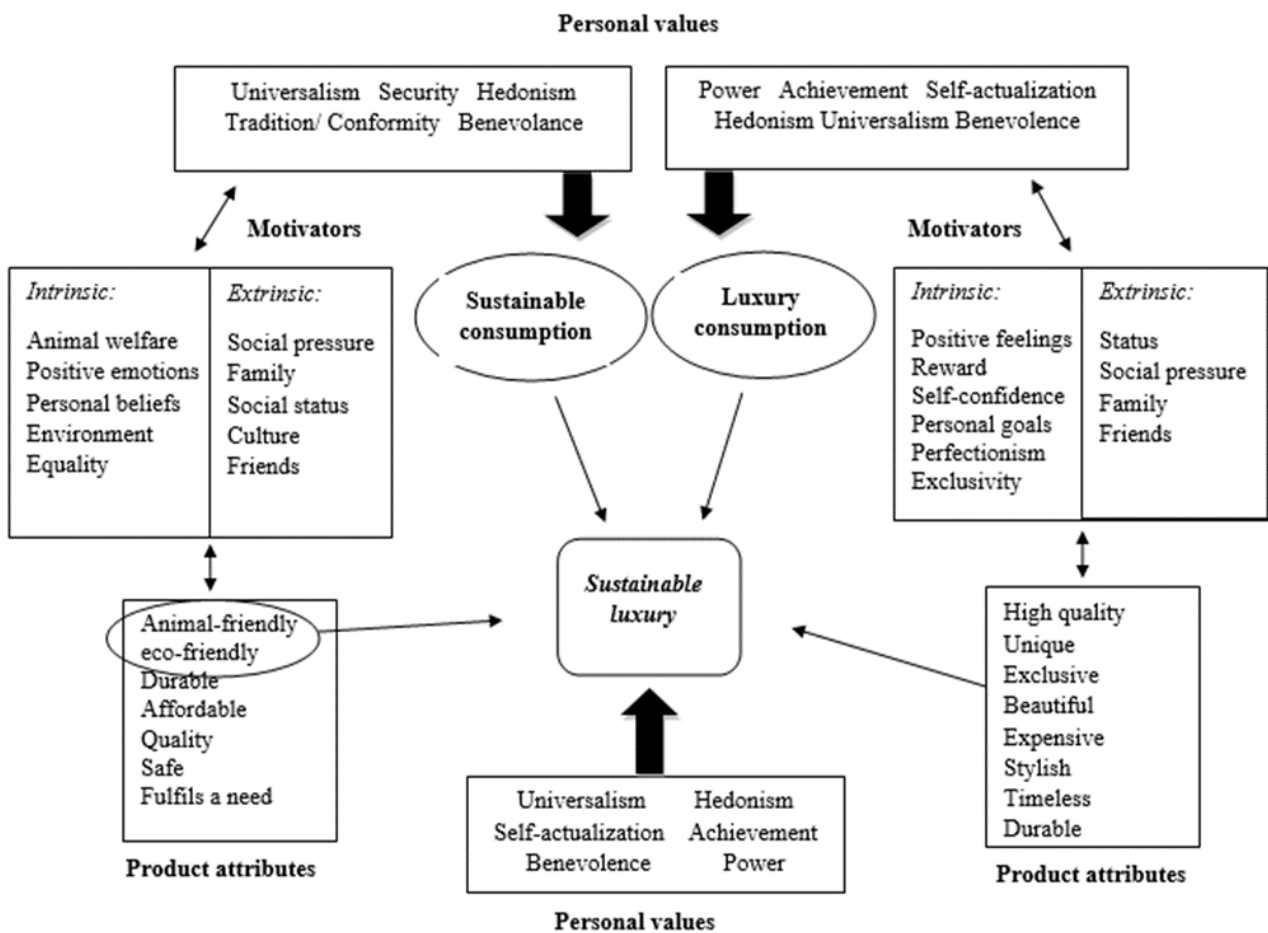 Personal values
Universalism Security Hedonism
Tradition/ Conformity Benevolance
Power Achievement Self-actualization
Hedonism Universalism Benevolence
Motivators
Motivators
Intrinsic:
Animal welfare
Positive emotions
Personal beliefs
Environment
Equality
Extrinsic:
Social pressure
Family
Social status
Culture
Friends
Sustainable
consumption
Luxury
consumption
Intrinsic:
Positive feelings
Reward
Self-confidence
Personal goals
Perfectionism
Exclusivity
Extrinsic:
Status
Social pressure
Family
Friends
Sustainable
luxury
Animal-friendly
eco-friendly
Durable
Affordable
Quality
Safe
Fulfils a need
Product attributes
High quality
Unique
Exclusive
Beautiful
Expensive
Stylish
Timeless
Durable
Product attributes
Universalism Hedonism
Self-actualization Achievement
Benevolence Power
Personal values